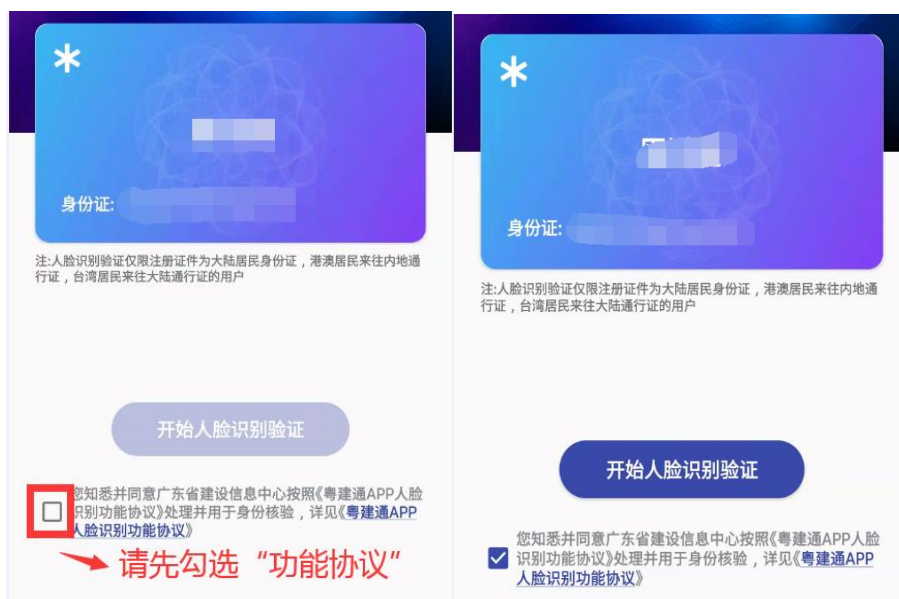 身份证:
注:人脸识别验证仅限注册证件为大陆居民身份证，港澳居民来往内地通
行证，台湾居民来往大陆通行证的用户
开始人脸识别验证
您知悉并同意广东省建设信息中心按照《粤建通APP人脸
识别功能协议》处理并用于身份核验，详见《粤建通APP
人脸识别功能协议》
请先勾选“功能协议”
身份证:
注:人脸识别验证仅限注册证件为大陆居民身份证，港澳居民来往内地通
行证，台湾居民来往大陆通行证的用户
开始人脸识别验证
您知悉并同意广东省建设信息中心按照《粤建通APP人脸
识别功能协议》处理并用于身份核验，详见《粤建通APP
人脸识别功能协议》